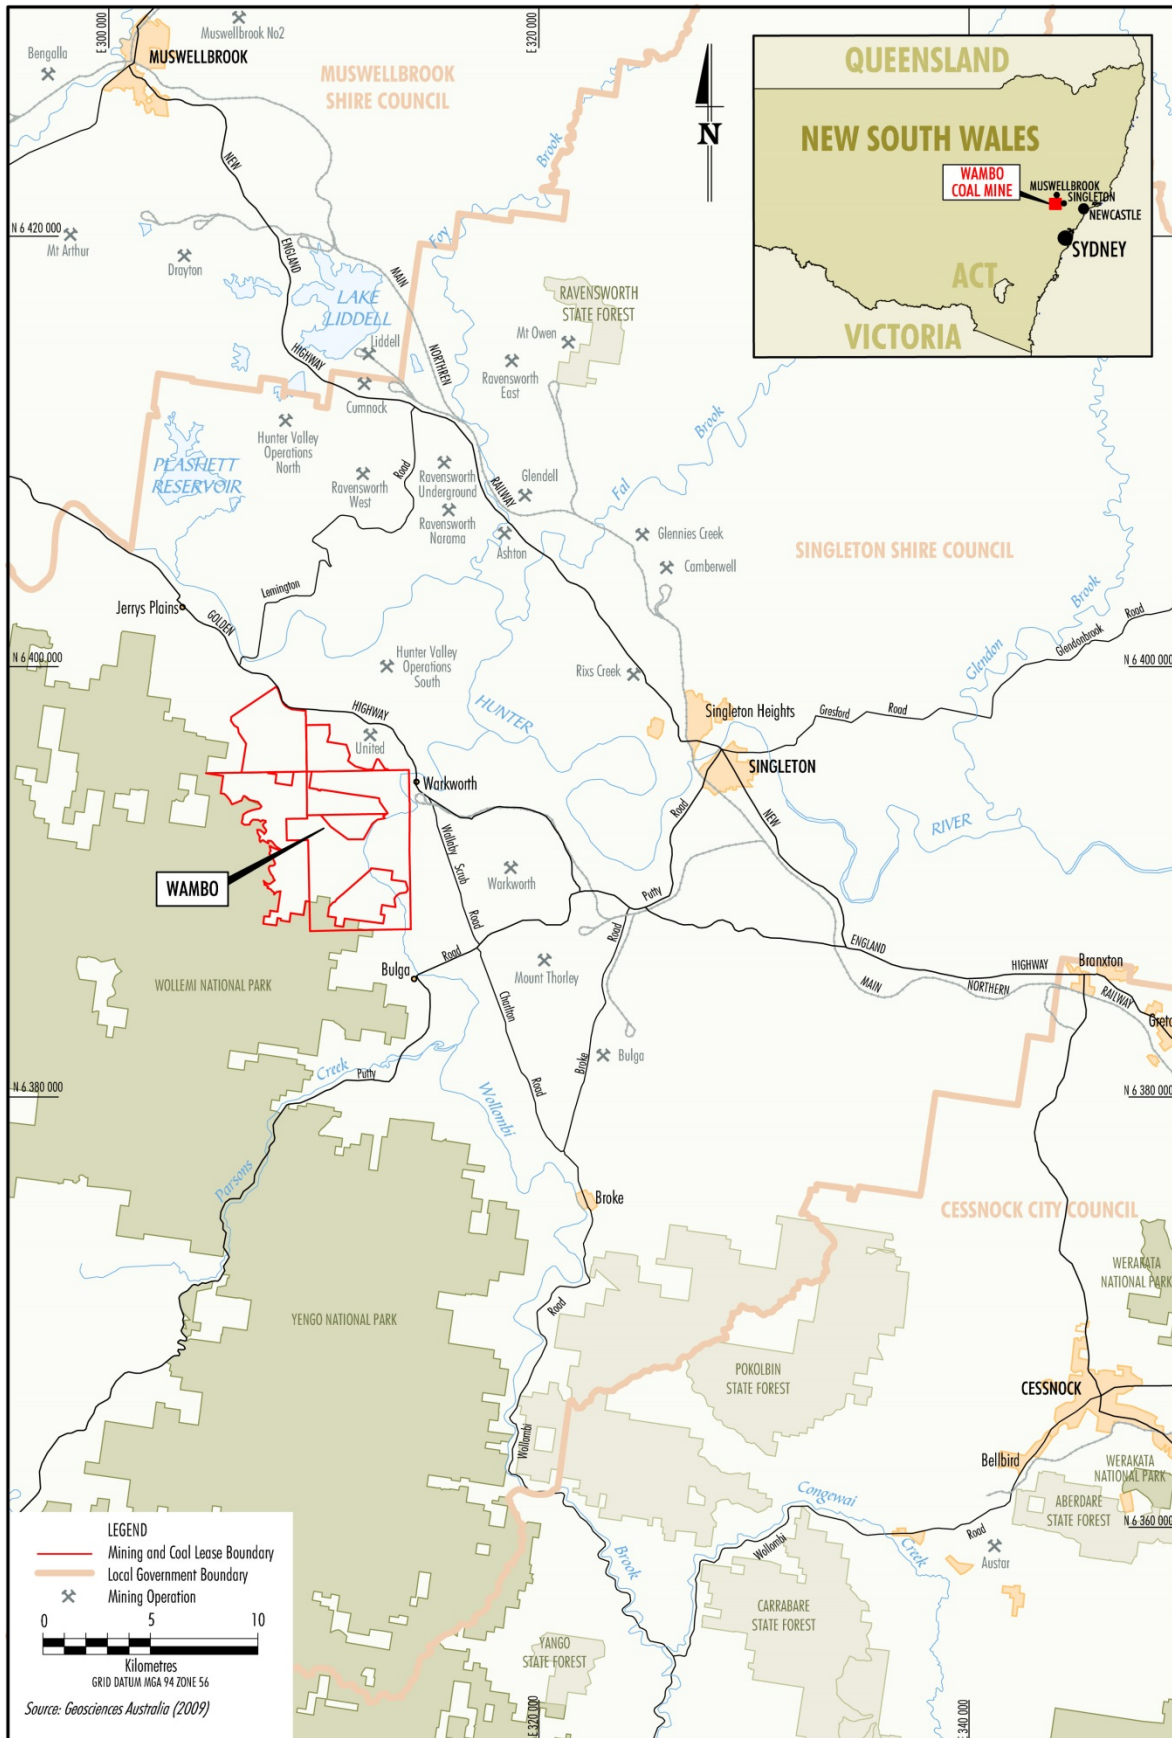 E 300 000
E 320 000
Muswellbrook No2
Bengalla
MUSWELLBROOK
MUSWELLBROOK
SHIRE COUNCIL
N
QUEENSLAND
NEW SOUTH WALES
WAMBO
COAL MINE
MUSWELLBROOK
SINGLETON
NEWCASTLE
SYDNEY
ACT
VICTORIA
NEW
Brook
Foy
N 6 420 000
Mt Arthur
Drayton
ENGLAND
MAIN
LAKE
LIDDELL
RAVENSWORTH
STATE FOREST
Mt Owen
Liddell
HIGHWAY
NORTHREN
Ravensworth
East
Cumnock
Hunter Valley
Operations
North
Brook
PLASHETT
RESERVOIR
Road
Ravensworth
West
Ravensworth
Underground
Glendell
RAILWAY
Fal
Ravensworth
Narama
Ashton
Glennies Creek
SINGLETON SHIRE COUNCIL
Camberwell
Lemington
Jerrys Plains
GOLDEN
Brook
Road
Glendonbrook
N 6 400 000
N 6 400 000
Hunter Valley
Operations
South
Rixs Creek
Glendon
HIGHWAY
HUNTER
Singleton Heights
Gresford
Road
United
SINGLETON
Warkworth
Road
NEW
RIVER
Wallaby
Scrub
Road
WAMBO
Warkworth
Putty
Road
Road
ENGLAND
HIGHWAY
Branxton
Bulga
Mount Thorley
MAIN
NORTHERN
RAILWAY
Greta
WOLLEMI NATIONAL PARK
Charlton
Road
Broke
Bulga
Creek
Putty
N 6 380 000
N 6 380 000
Wollombi
Parsons
Broke
CESSNOCK CITY COUNCIL
WERAKATA
NATIONAL PARK
YENGO NATIONAL PARK
Road
POKOLBIN
STATE FOREST
CESSNOCK
Wollombi
Bellbird
WERAKATA
NATIONAL PARK
ABERDARE
STATE FOREST
Congewai
N 6 360 000
Road
Wollombi
Creek
Austar
Brook
CARRABARE
STATE FOREST
YANGO
STATE FOREST
LEGEND
Mining and Coal Lease Boundary
Local Government Boundary
Mining Operation
0 5 10
Kilometres
GRID DATUM MGA 94 ZONE 56
Source: Geosciences Australia (2009)
E 320 000
E 340 000